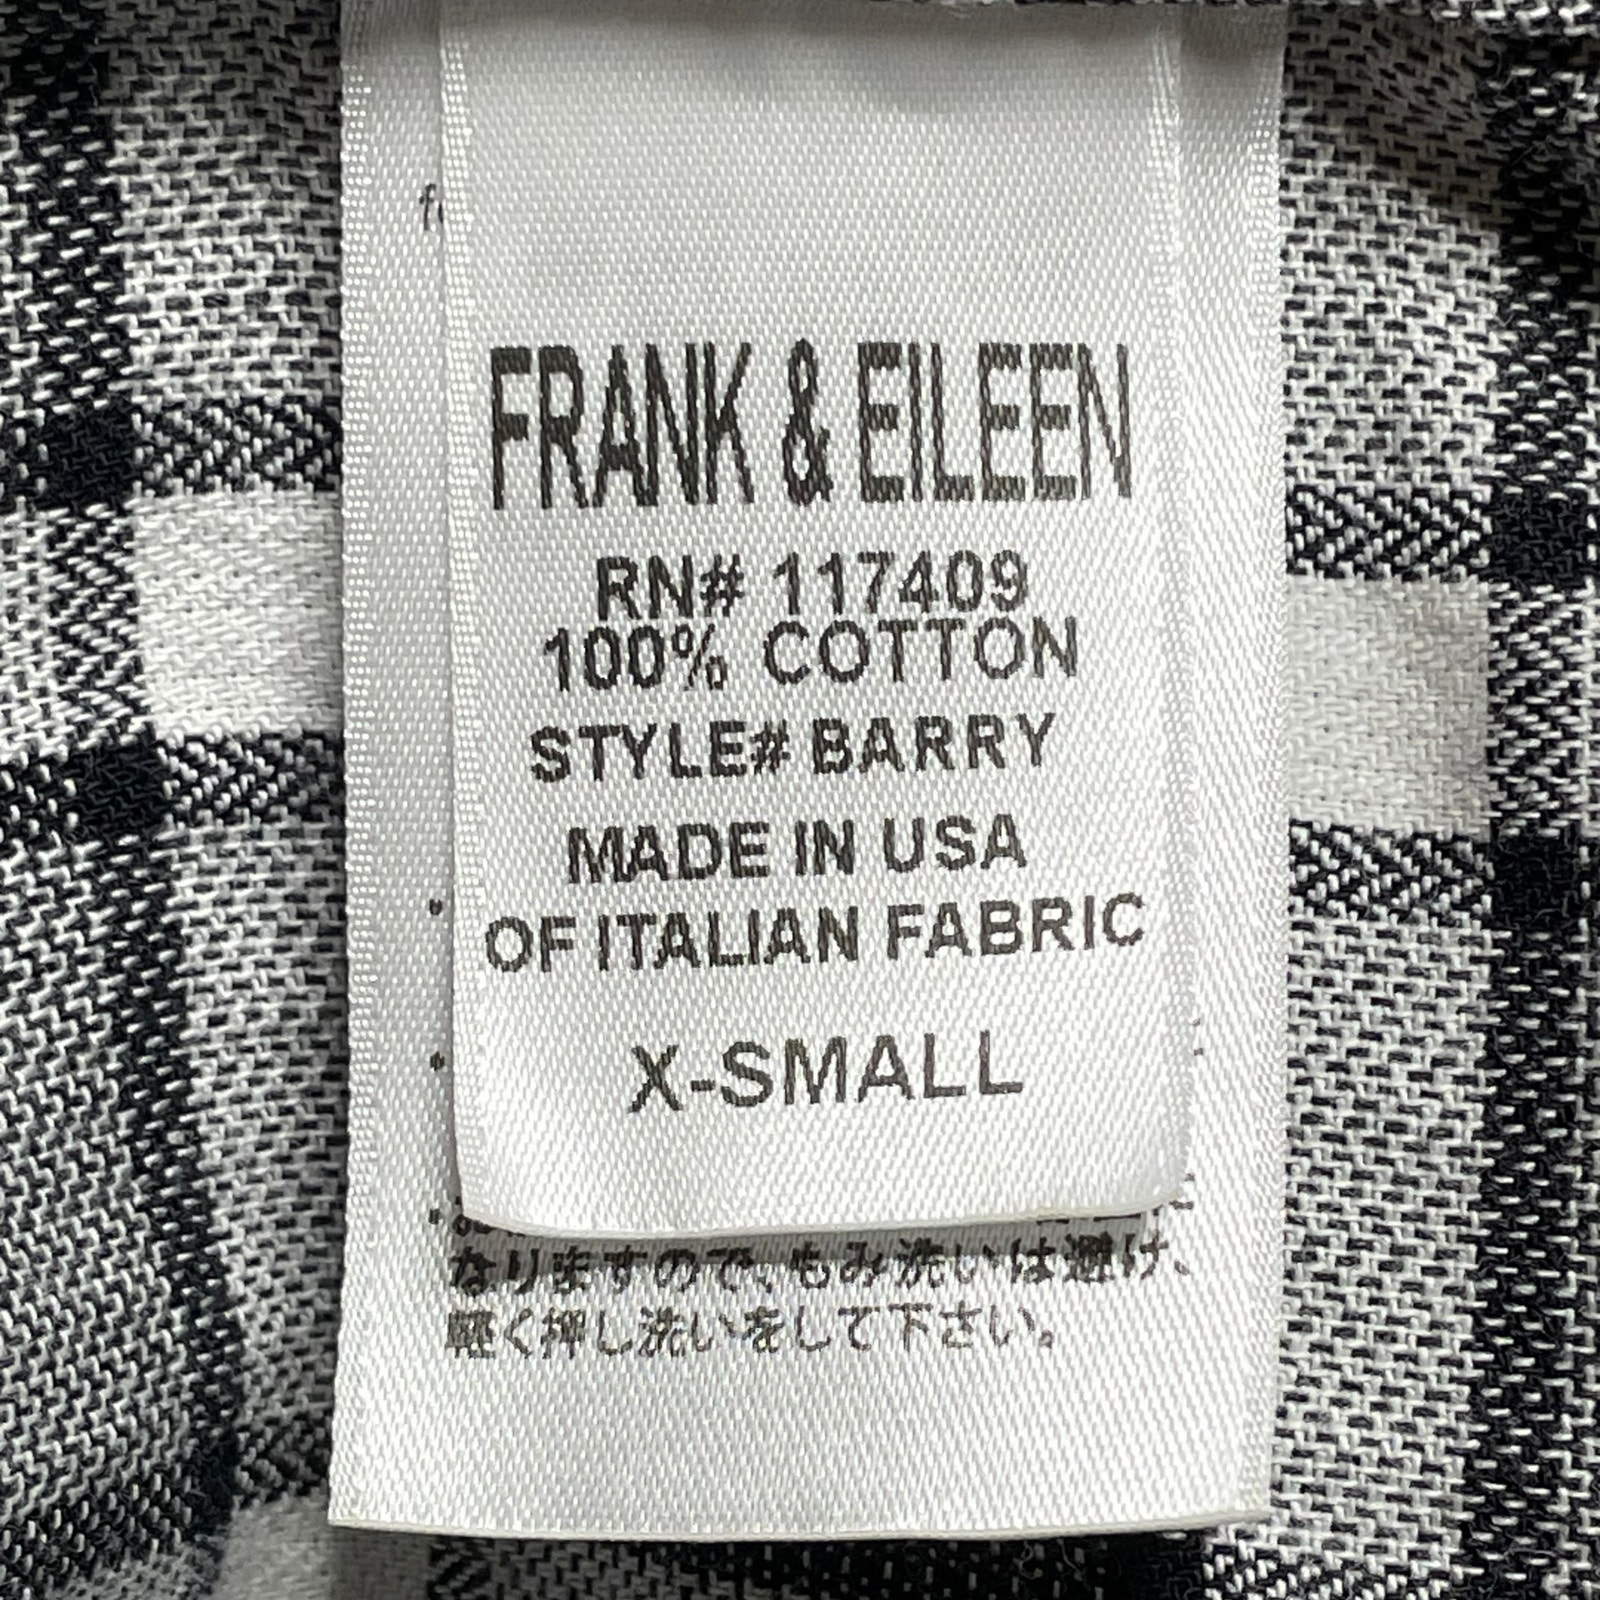 FRANK & EILEEN
RN# 117409
100% COTTON
STYLE# BARRY
MADE IN USA
OF ITALIAN FABRIC
X-SMALL
なりますので、もみ洗いは避け、
軽く押し洗いをして下さい。